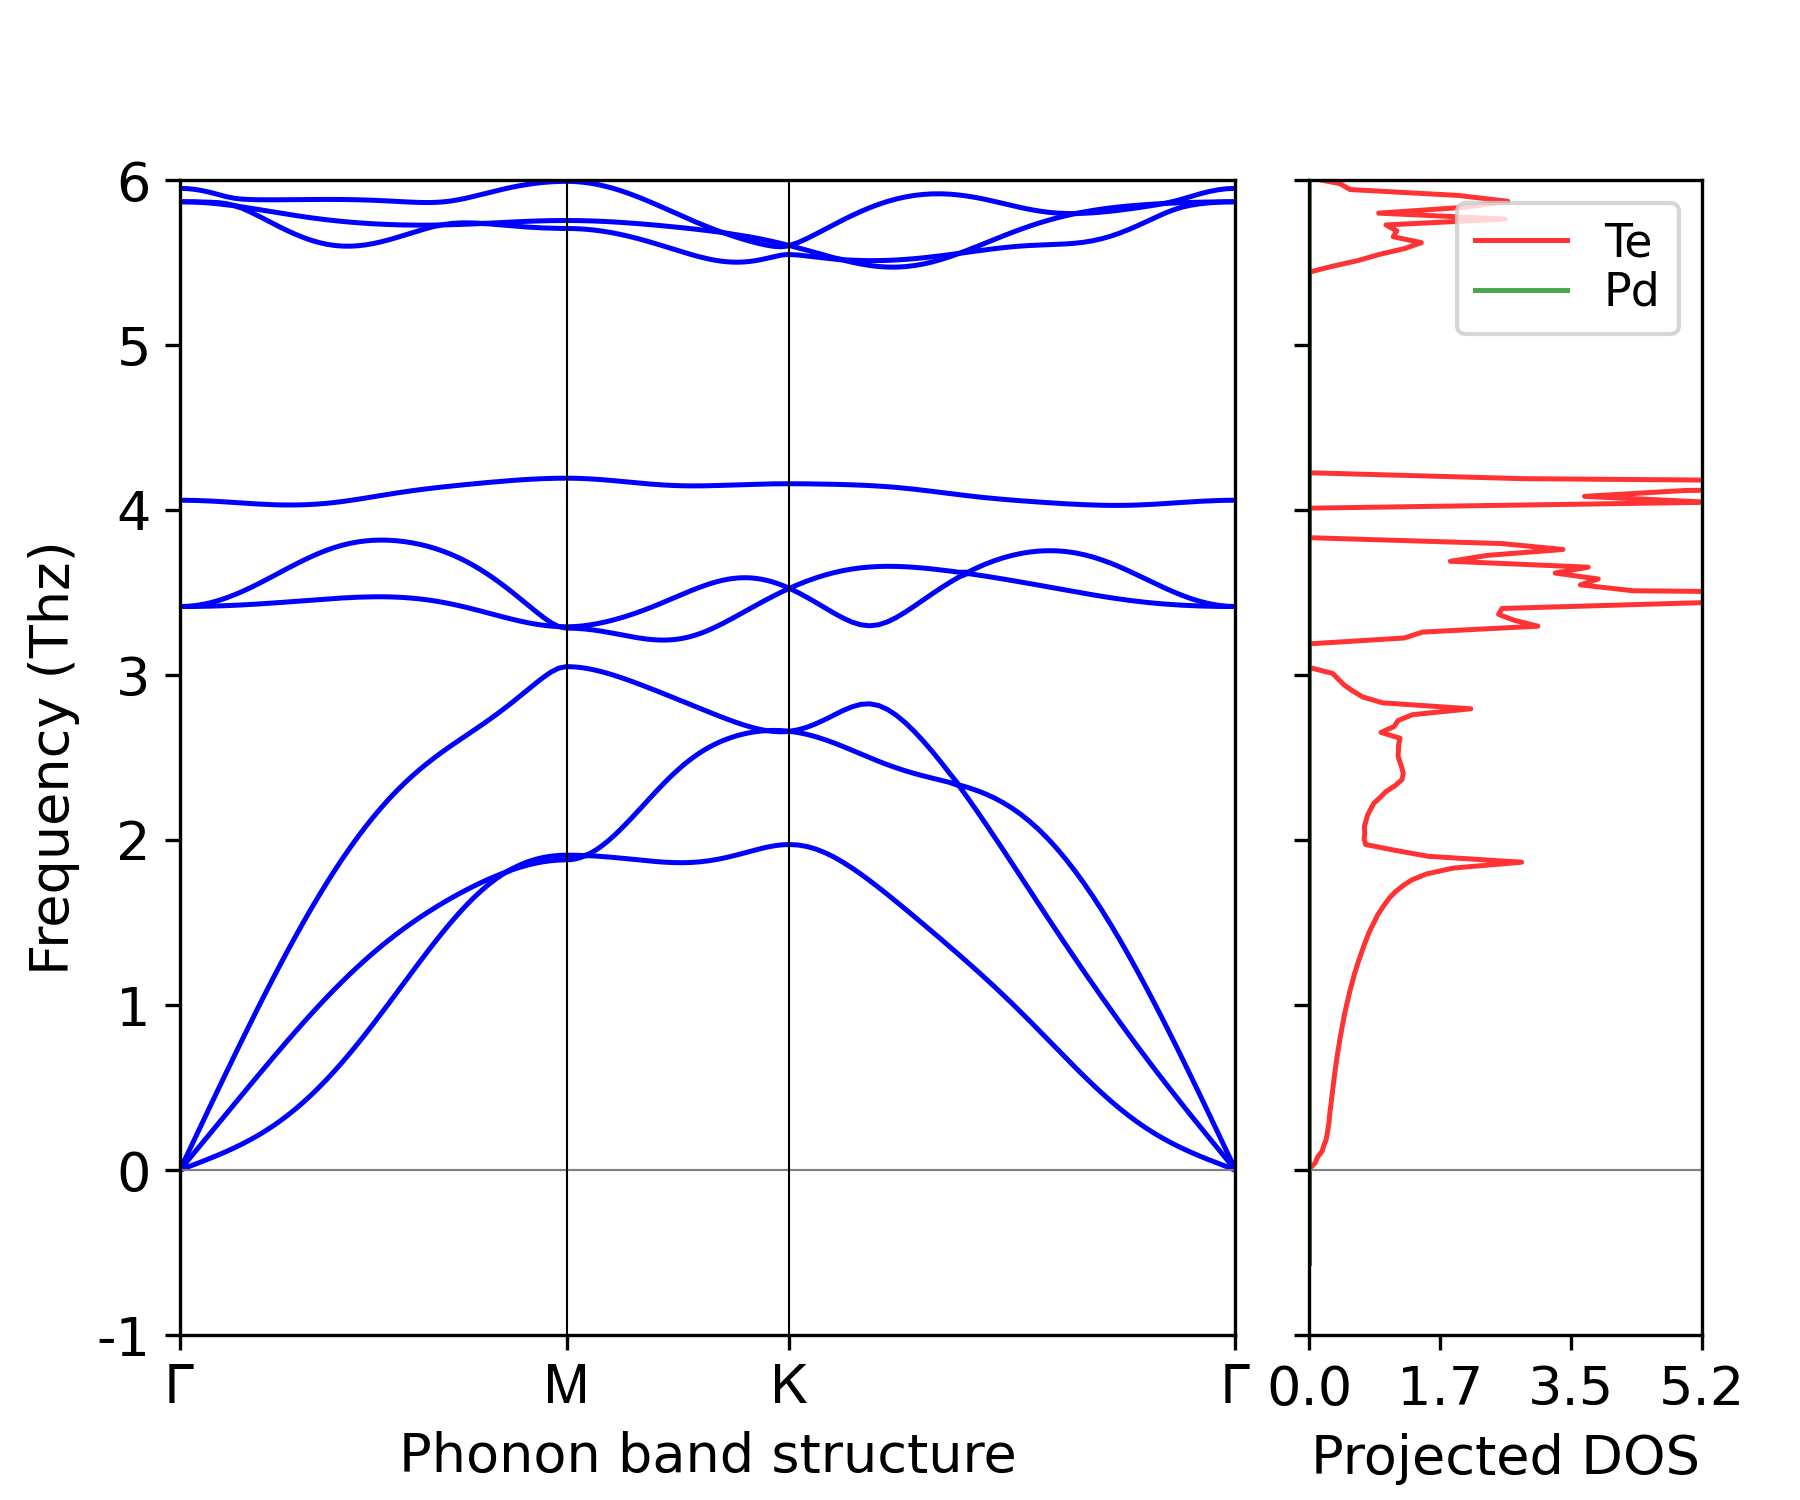 6
5
4
3
2
1
0
-1
Frequency (Thz)
Γ M K Γ
Phonon band structure
Te
Pd
0.0 1.7 3.5 5.2
Projected DOS